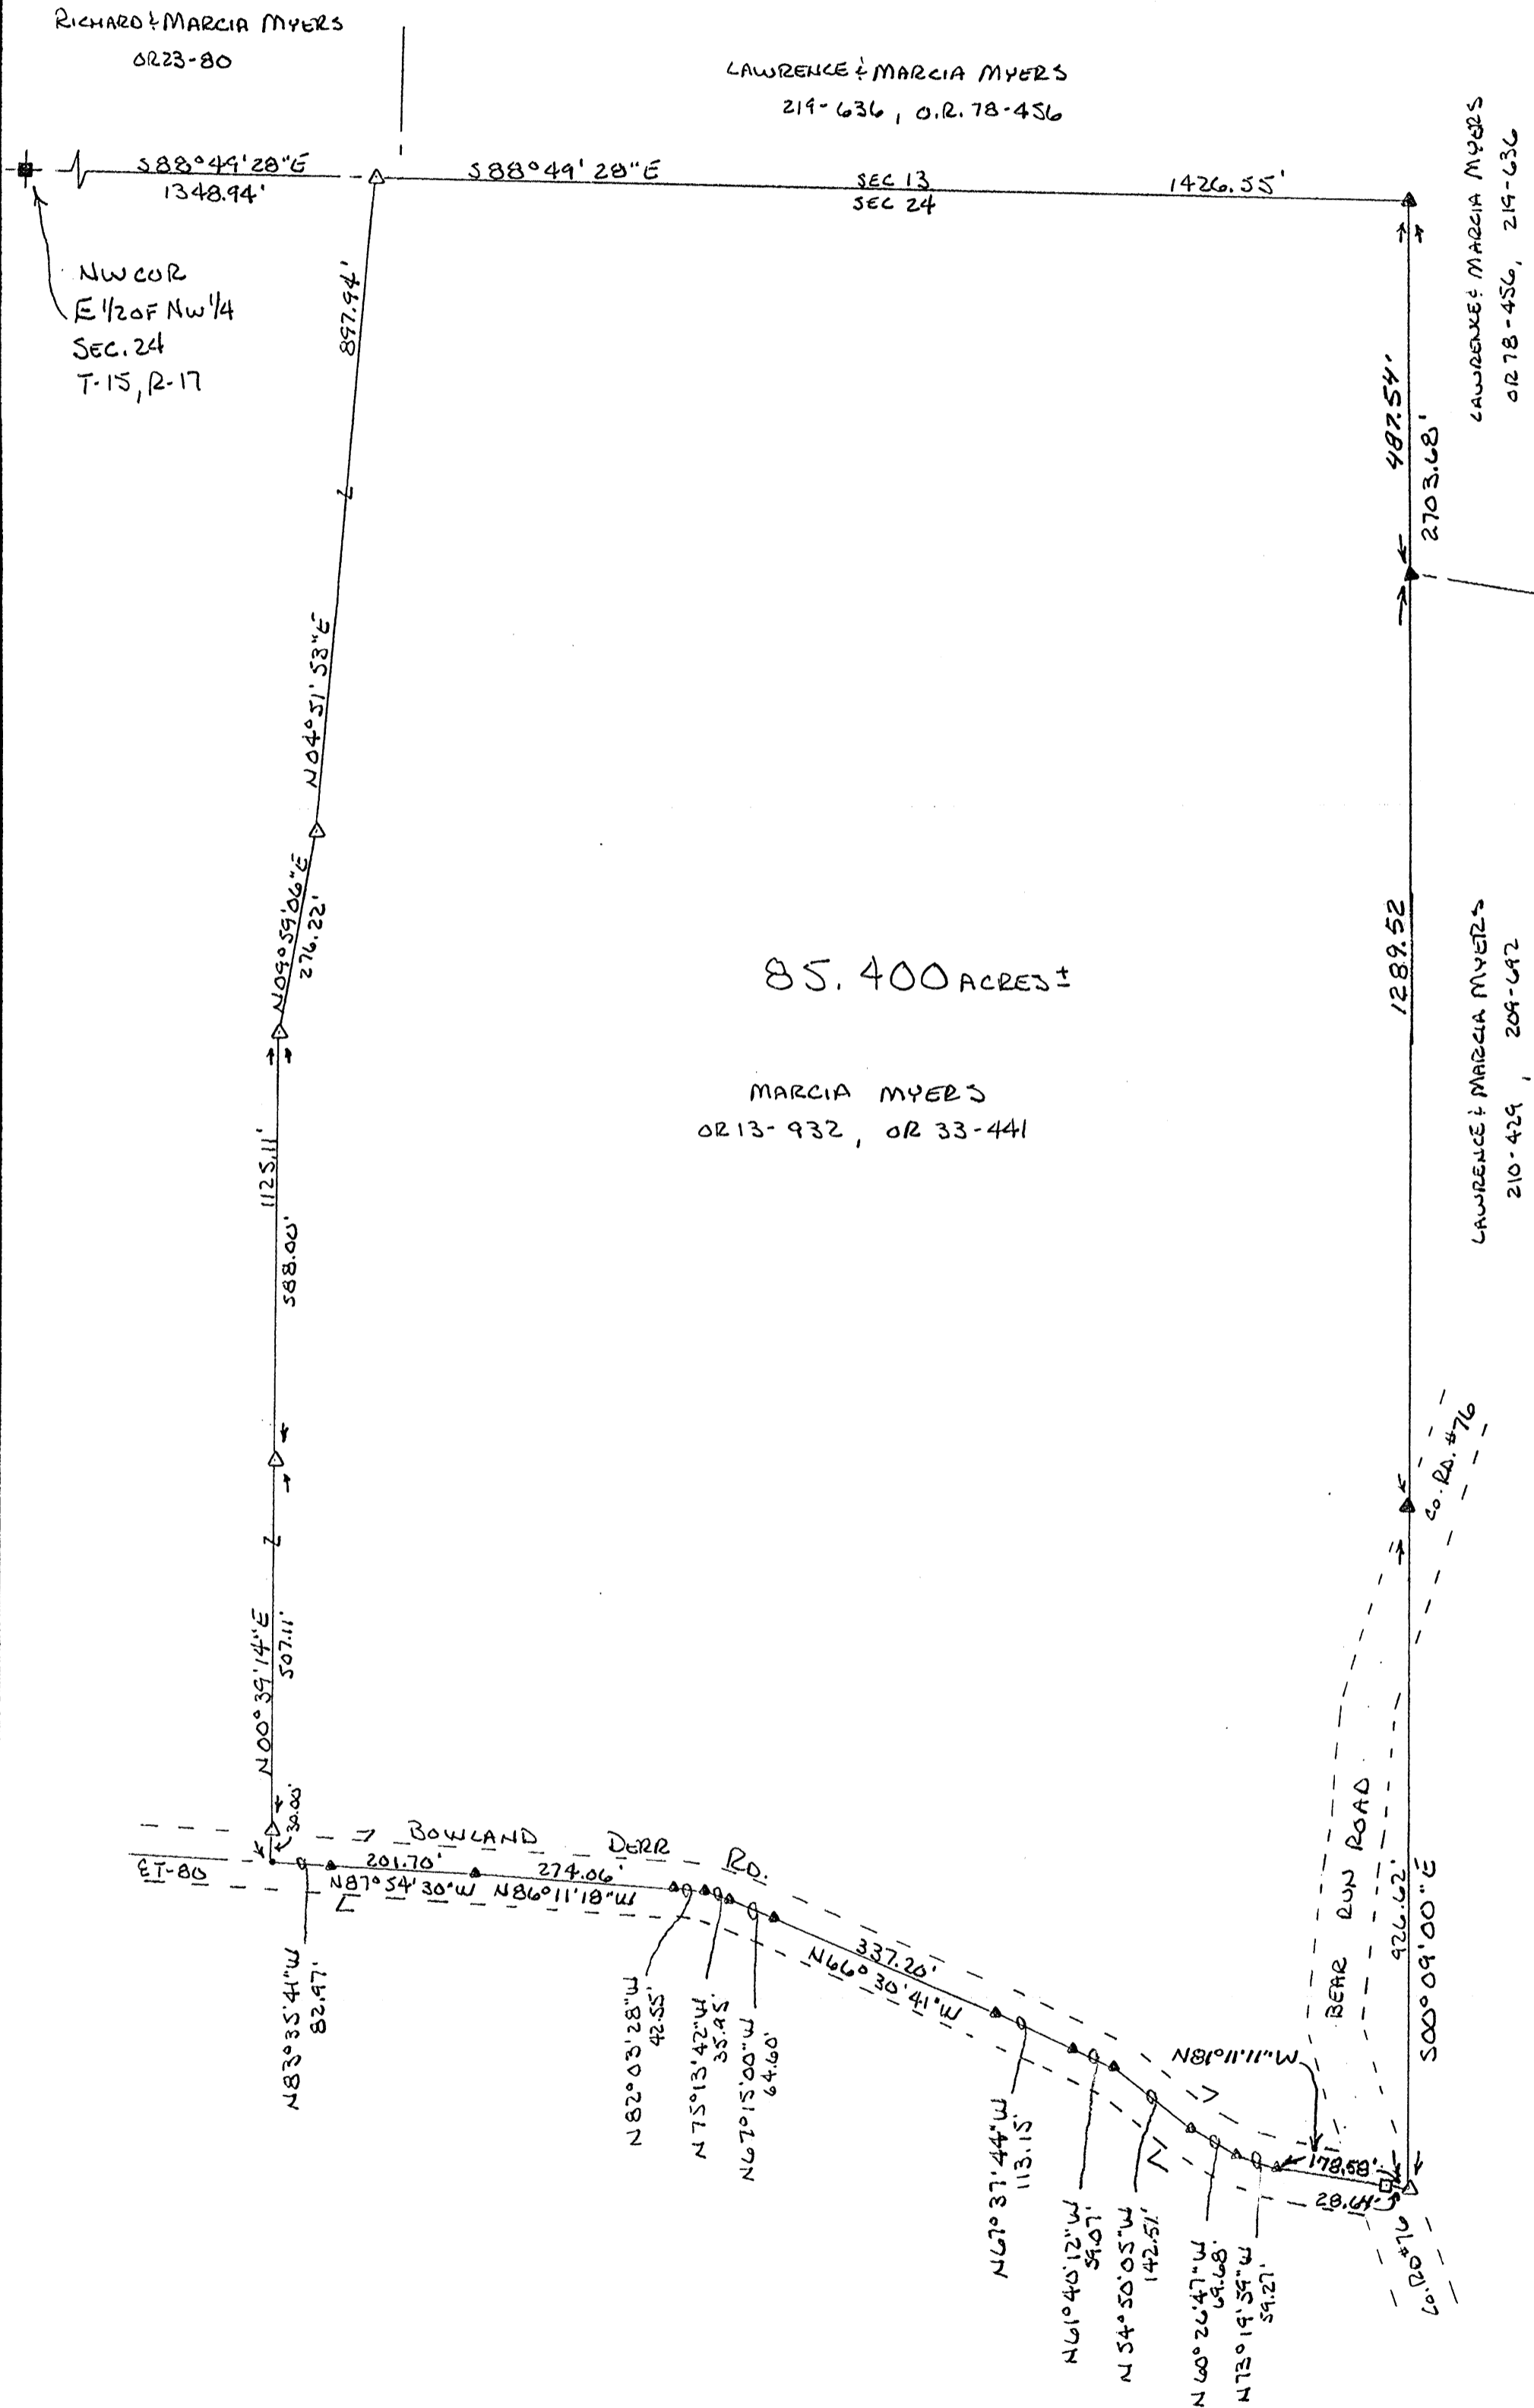 RICHARD & MARCIA MYERS
OR23-80
LAWRENCE & MARCIA MYERS
219-636, O.R. 78-456
S88°49'28"E
1348.94'
S88°49'28"E
SEC 13
SEC 24
1426.55'
NW COR
E 1/2 OF NW 1/4
SEC. 24
T-15, R-17
897.94'
N04°51'53"E
N09°59'06"E
276.22'
1125.11'
588.00'
N00°39'14"E
507.11'
30.00'
LAWRENCE & MARCIA MYERS
OR78-456, 219-636
487.54'
2703.68'
1289.52
LAWRENCE & MARCIA MYERS
210-429, 209-692
85.400 ACRES±
MARCIA MYERS
OR 13-932, OR 33-441
CO. RD. #76
BEAR RUN ROAD
926.62'
S00°09'00"E
BOWLAND DERR RD.
ET-80
201.70'
N87°54'30"W
274.06'
N86°11'18"W
337.20'
N66°30'41"W
N83°35'41"W
82.97'
N82°03'28"W
42.55'
N75°13'42"W
35.95'
N67°15'00"W
64.60'
N67°37'44"W
113.15'
N61°40'12"W
59.07'
N54°50'05"W
142.51'
N60°26'47"W
69.68'
N73°19'59"W
59.27'
N81°11'11"W
178.58'
28.64'
CO. RD #76